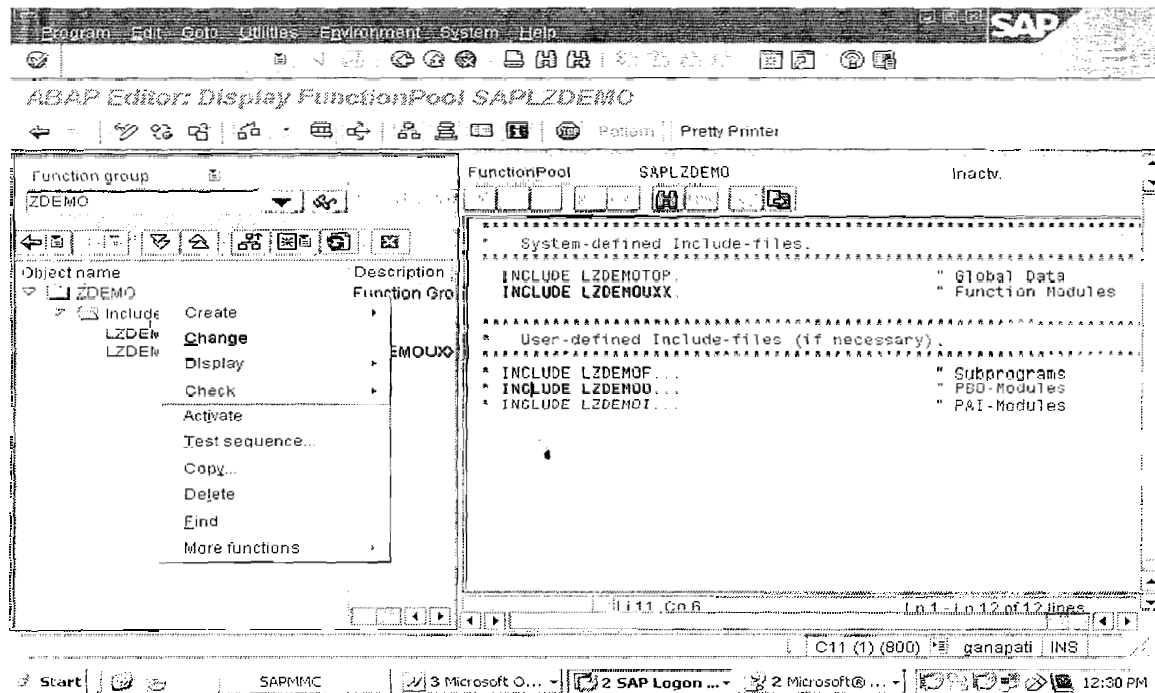 Program Edit Goto Utilities Environment System Help
SAP
ABAP Editor: Display FunctionPool SAPLZDEMO
Pattern Pretty Printer
Function group
ZDEMO
Object name Description
ZDEMO Function Gro
Include
LZDEM
LZDEM EMOUX
Create
Change
Display
Check
Activate
Test sequence...
Copy...
Delete
Find
More functions
FunctionPool SAPLZDEMO Inactv.
****************************************************************
* System-defined Include-files.
****************************************************************
INCLUDE LZDEMOTOP. " Global Data
INCLUDE LZDEMOUXX. " Function Modules
****************************************************************
* User-defined Include-files (if necessary).
****************************************************************
* INCLUDE LZDEMOF... " Subprograms
* INCLUDE LZDEMOO... " PBO-Modules
* INCLUDE LZDEMOI... " PAI-Modules
Li 11, Co 6 Ln 1 - Ln 12 of 12 lines
C11 (1) (800) ganapati INS
Start SAPMMC 3 Microsoft O... 2 SAP Logon ... 2 Microsoft® ... 12:30 PM